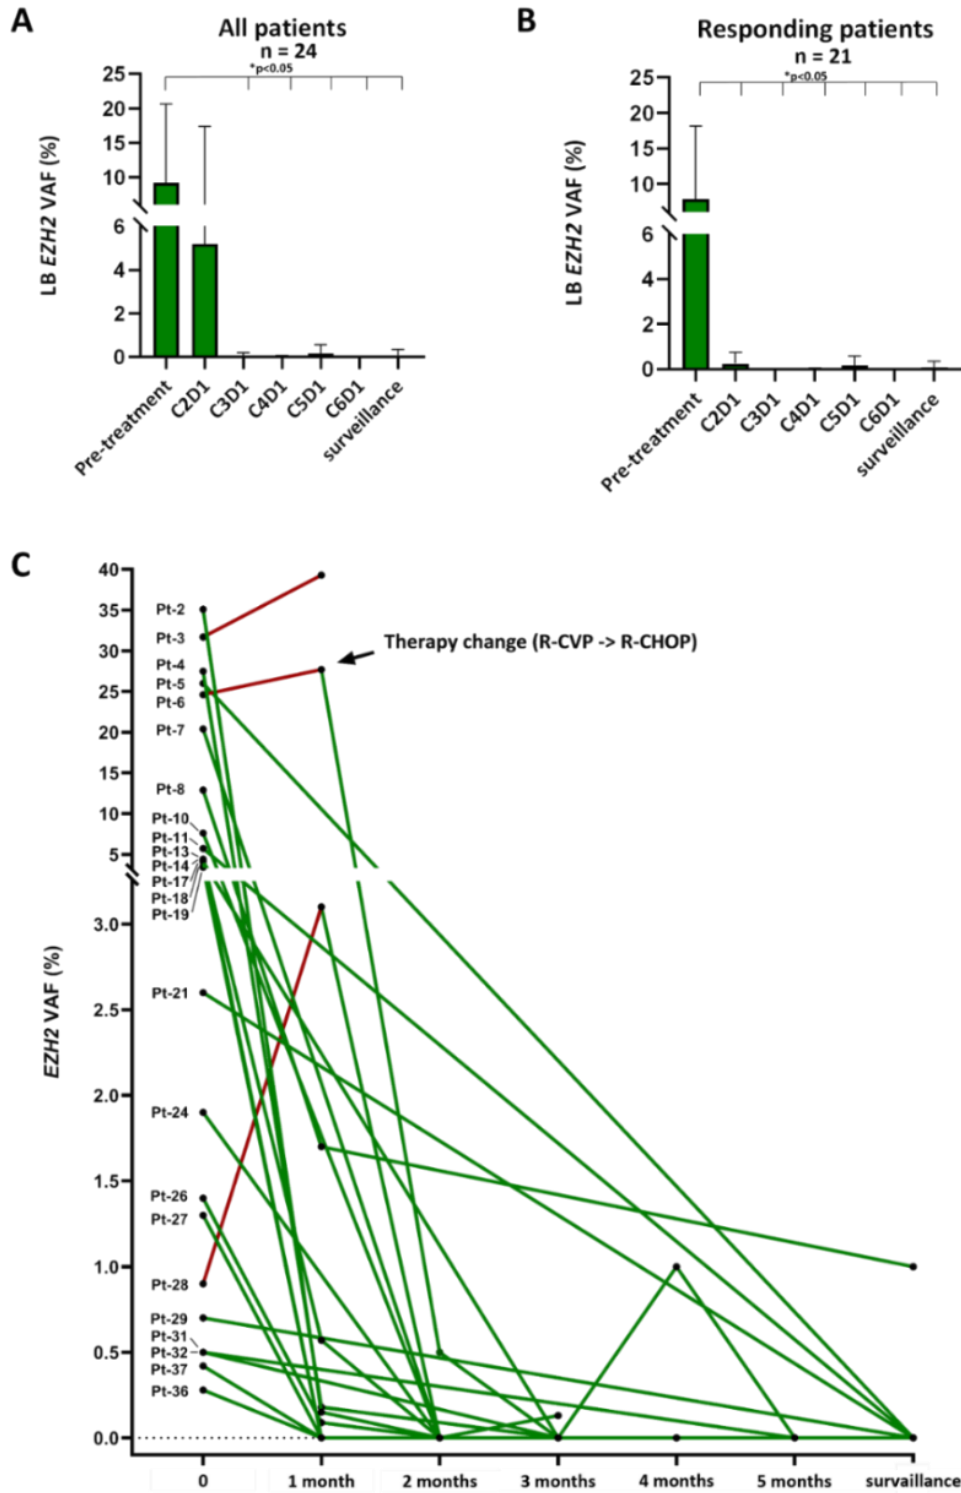 A
All patients
n = 24
*p<0.05
LB EZH2 VAF (%)
25
20
15
10
6
4
2
0
Pre-treatment
C2D1
C3D1
C4D1
C5D1
C6D1
surveillance
B
Responding patients
n = 21
*p<0.05
LB EZH2 VAF (%)
25
20
15
10
6
4
2
0
Pre-treatment
C2D1
C3D1
C4D1
C5D1
C6D1
surveillance
C
EZH2 VAF (%)
40
35
30
25
20
15
10
5
3.0
2.5
2.0
1.5
1.0
0.5
0.0
Pt-2
Pt-3
Pt-4
Pt-5
Pt-6
Pt-7
Pt-8
Pt-10
Pt-11
Pt-13
Pt-14
Pt-17
Pt-18
Pt-19
Pt-21
Pt-24
Pt-26
Pt-27
Pt-28
Pt-29
Pt-31
Pt-32
Pt-37
Pt-36
Therapy change (R-CVP -> R-CHOP)
0
1 month
2 months
3 months
4 months
5 months
survaillance